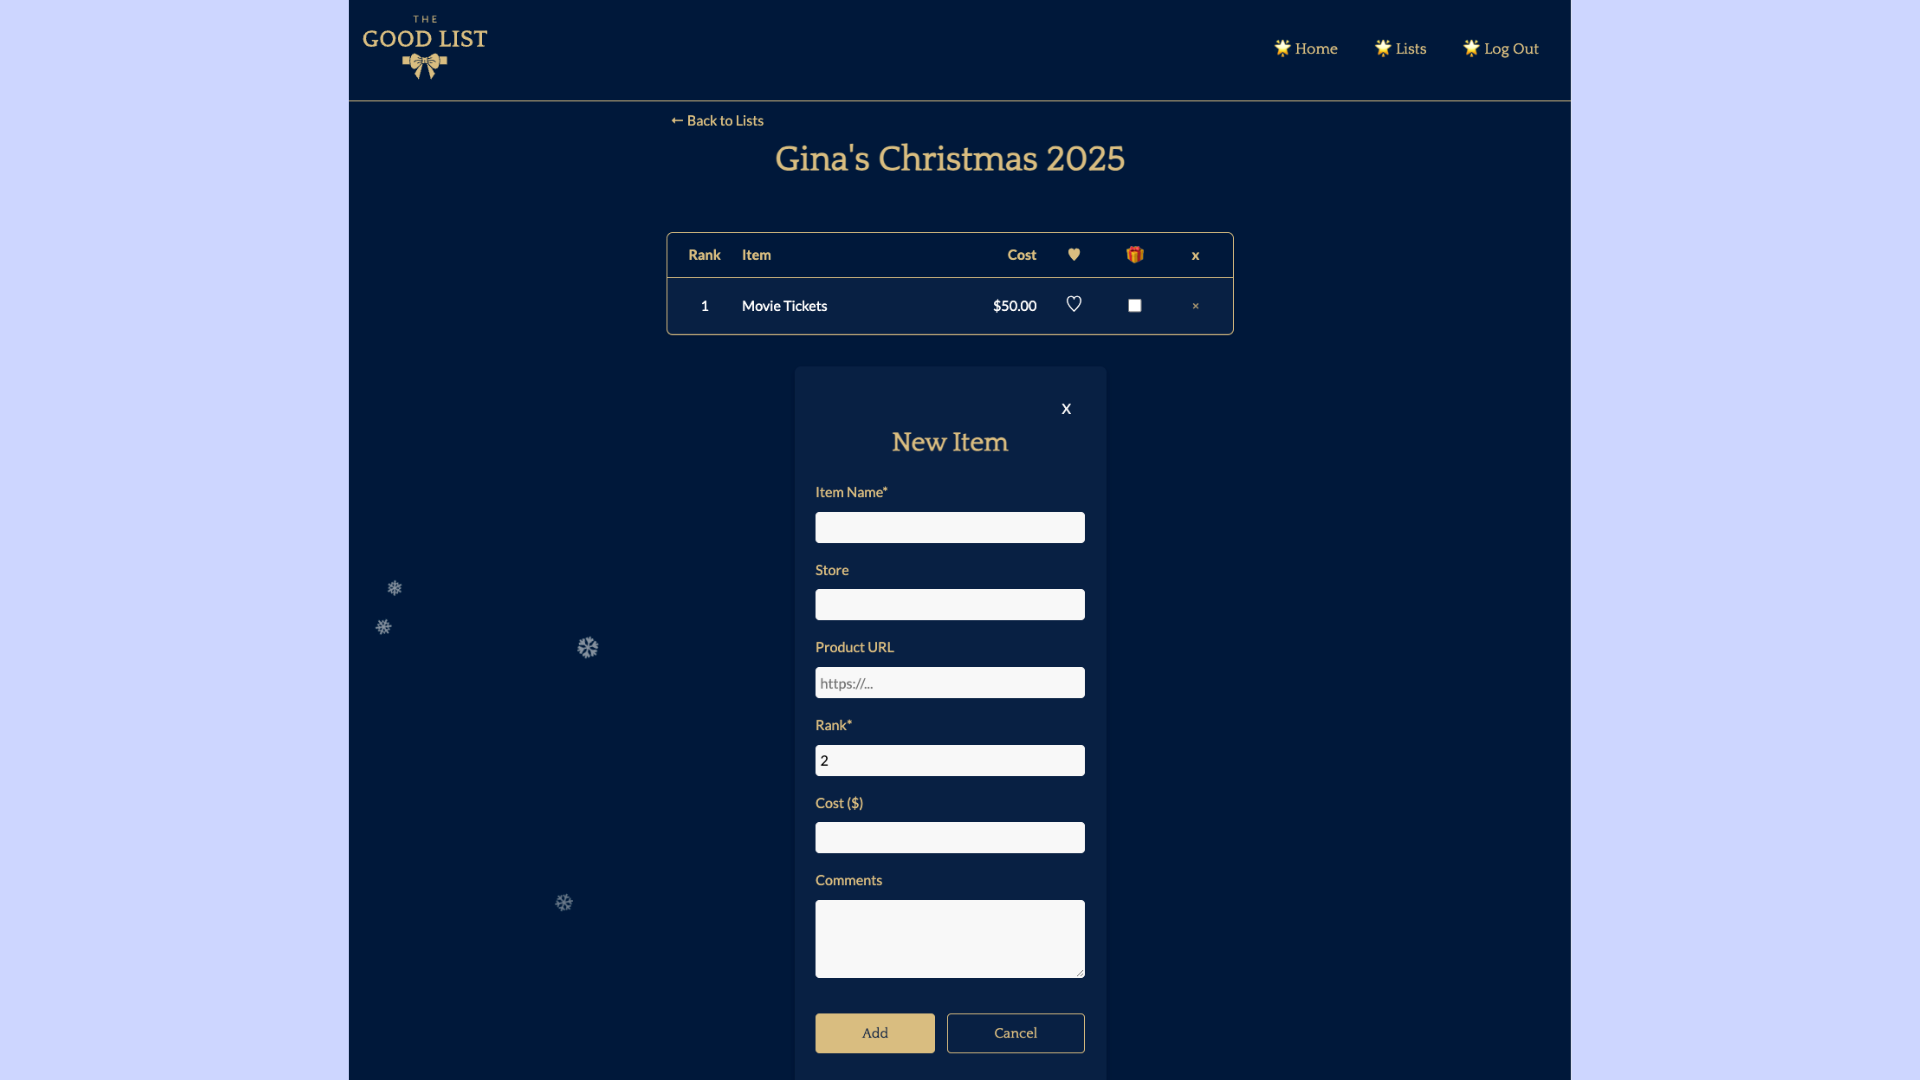 THE
GOOD LIST
🌟 Home 🌟 Lists 🌟 Log Out
← Back to Lists
Gina's Christmas 2025
Rank Item Cost ♥ 🎁 x
1 Movie Tickets $50.00 ♡ ×
X
New Item
Item Name*
Store
Product URL
https://...
Rank*
2
Cost ($)
Comments
Add Cancel